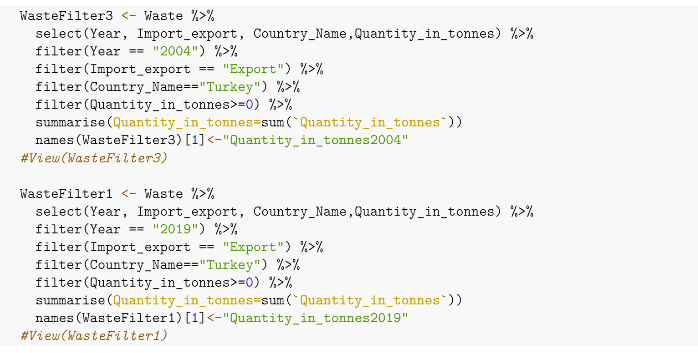 WasteFilter3 <- Waste %>%
  select(Year, Import_export, Country_Name,Quantity_in_tonnes) %>%
  filter(Year == "2004") %>%
  filter(Import_export == "Export") %>%
  filter(Country_Name=="Turkey") %>%
  filter(Quantity_in_tonnes>=0) %>%
  summarise(Quantity_in_tonnes=sum(`Quantity_in_tonnes`))
  names(WasteFilter3)[1]<-"Quantity_in_tonnes2004"
#View(WasteFilter3)

WasteFilter1 <- Waste %>%
  select(Year, Import_export, Country_Name,Quantity_in_tonnes) %>%
  filter(Year == "2019") %>%
  filter(Import_export == "Export") %>%
  filter(Country_Name=="Turkey") %>%
  filter(Quantity_in_tonnes>=0) %>%
  summarise(Quantity_in_tonnes=sum(`Quantity_in_tonnes`))
  names(WasteFilter1)[1]<-"Quantity_in_tonnes2019"
#View(WasteFilter1)